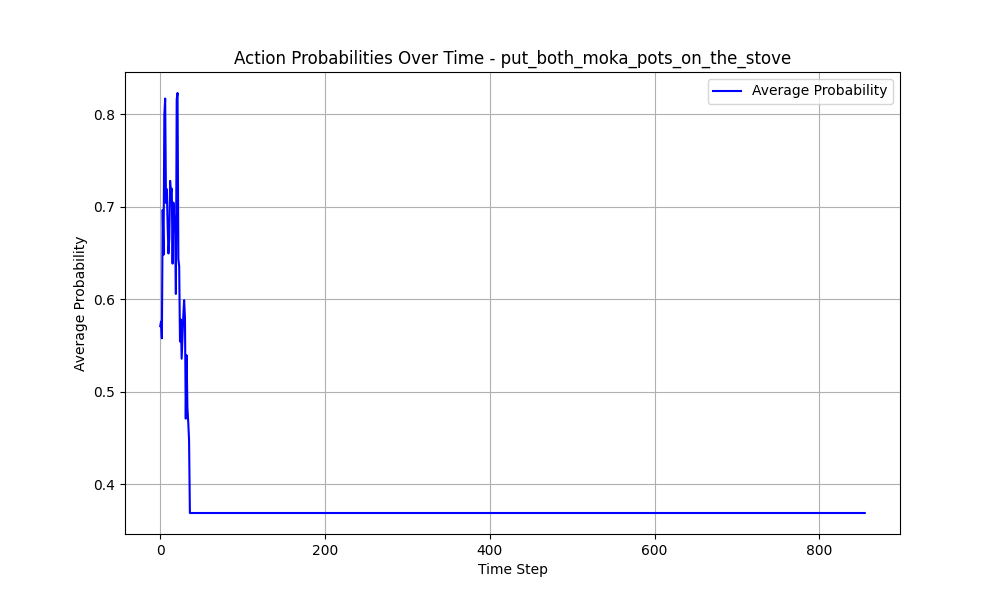 Action Probabilities Over Time - put_both_moka_pots_on_the_stove
Average Probability
0.8
0.7
0.6
0.5
0.4
Average Probability
0
200
400
600
800
Time Step